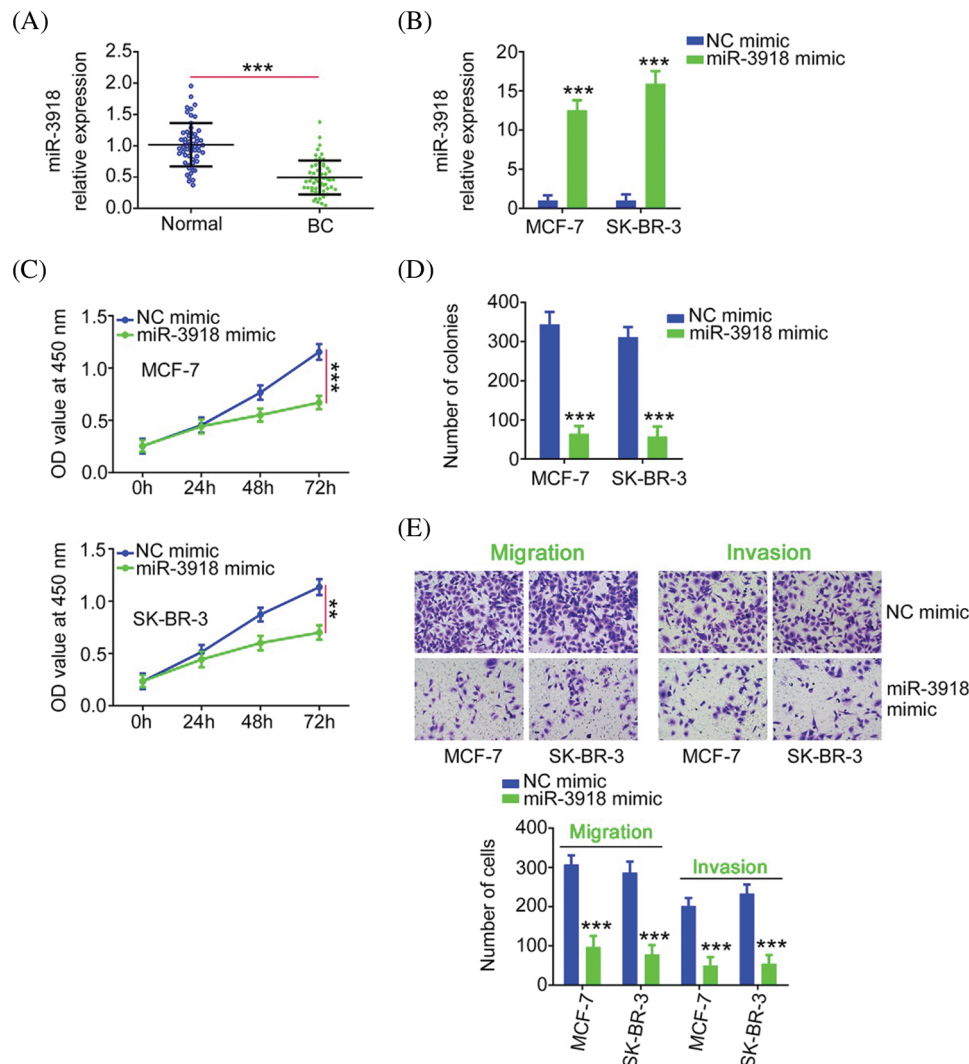 (A)
miR-3918
relative expression
2.5
2.0
1.5
1.0
0.5
0.0
***
Normal
BC
(B)
miR-3918
relative expression
20
15
10
5
0
NC mimic
miR-3918 mimic
***
***
MCF-7
SK-BR-3
(C)
OD value at 450 nm
1.5
1.0
0.5
0.0
NC mimic
miR-3918 mimic
MCF-7
***
0h
24h
48h
72h
OD value at 450 nm
1.5
1.0
0.5
0.0
NC mimic
miR-3918 mimic
SK-BR-3
**
0h
24h
48h
72h
(D)
Number of colonies
400
300
200
100
0
NC mimic
miR-3918 mimic
***
***
MCF-7
SK-BR-3
(E)
Migration
Invasion
NC mimic
miR-3918
mimic
MCF-7
SK-BR-3
MCF-7
SK-BR-3
NC mimic
miR-3918 mimic
Number of cells
400
300
200
100
0
Migration
Invasion
***
***
***
***
MCF-7
SK-BR-3
MCF-7
SK-BR-3